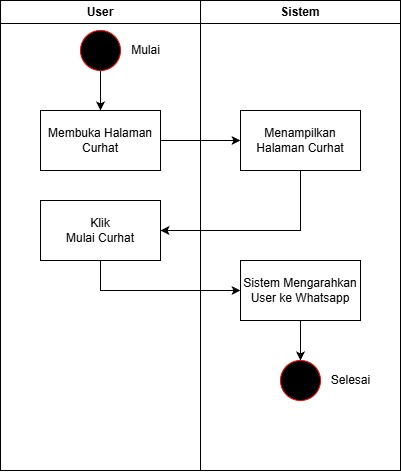 User
Sistem
Mulai
Membuka Halaman
Curhat
Menampilkan
Halaman Curhat
Klik
Mulai Curhat
Sistem Mengarahkan
User ke Whatsapp
Selesai